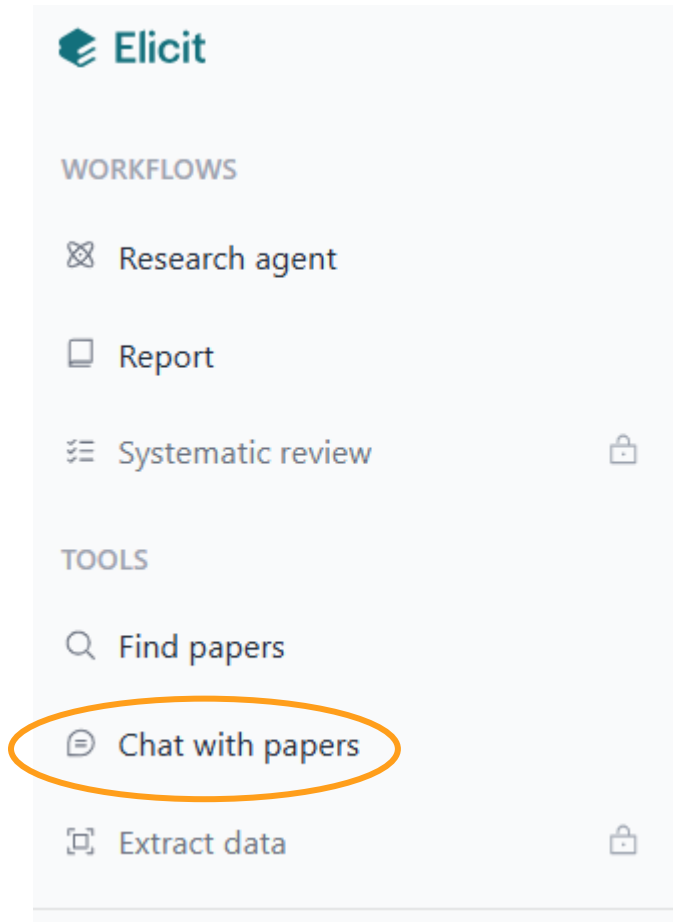 Elicit
WORKFLOWS
Research agent
Report
Systematic review
TOOLS
Find papers
Chat with papers
Extract data